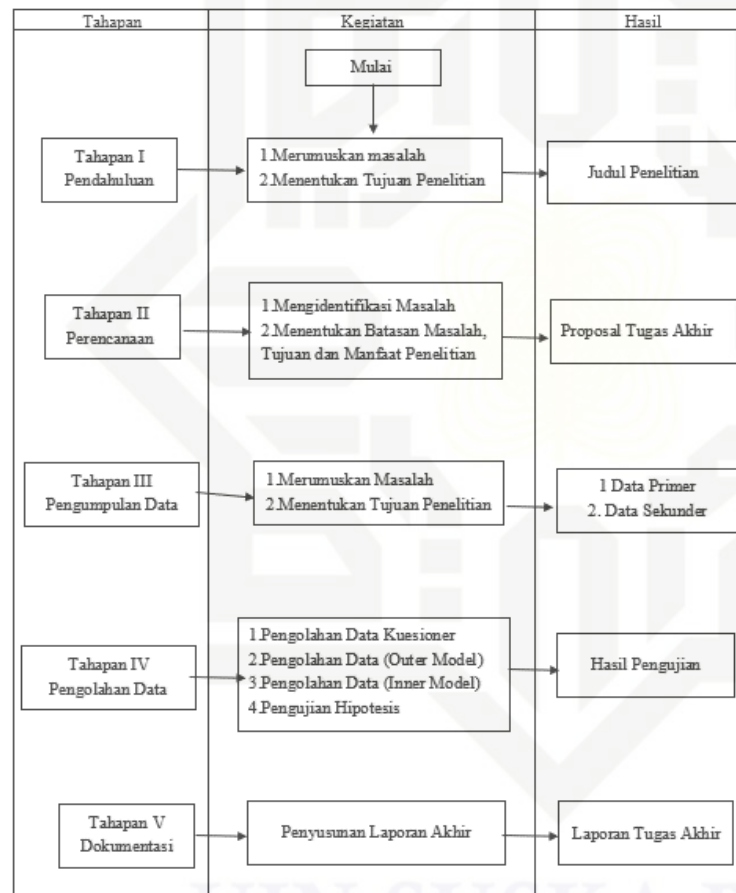 Tahapan Kegiatan Hasil
Mulai
Tahapan I
Pendahuluan
1.Merumuskan masalah
2.Menentukan Tujuan Penelitian
Judul Penelitian
Tahapan II
Perencanaan
1.Mengidentifikasi Masalah
2.Menentukan Batasan Masalah,
Tujuan dan Manfaat Penelitian
Proposal Tugas Akhir
Tahapan III
Pengumpulan Data
1.Merumuskan Masalah
2.Menentukan Tujuan Penelitian
1 Data Primer
2. Data Sekunder
Tahapan IV
Pengolahan Data
1.Pengolahan Data Kuesioner
2.Pengolahan Data (Outer Model)
3.Pengolahan Data (Inner Model)
4.Pengujian Hipotesis
Hasil Pengujian
Tahapan V
Dokumentasi
Penyusunan Laporan Akhir
Laporan Tugas Akhir